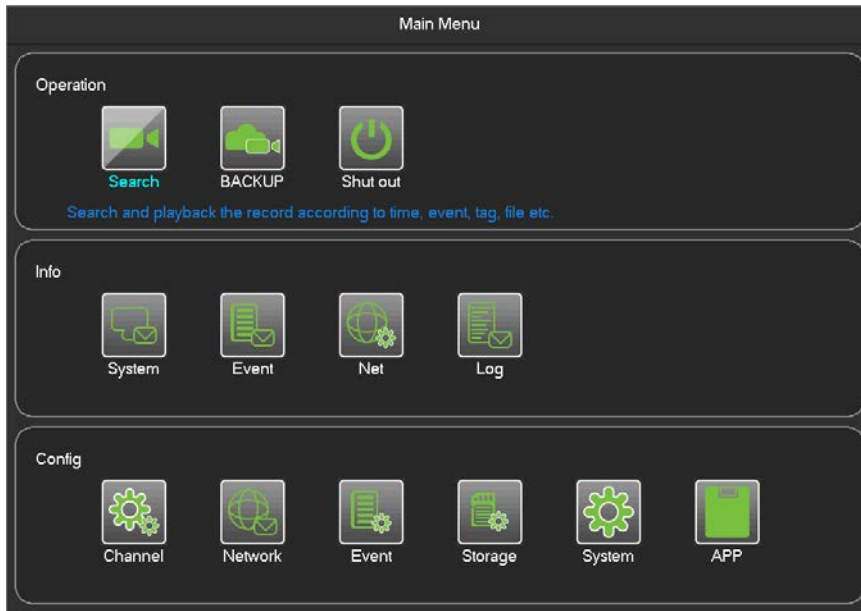 Main Menu
Operation
Search BACKUP Shut out
Search and playback the record according to time, event, tag, file etc.
Info
System Event Net Log
Config
Channel Network Event Storage System APP